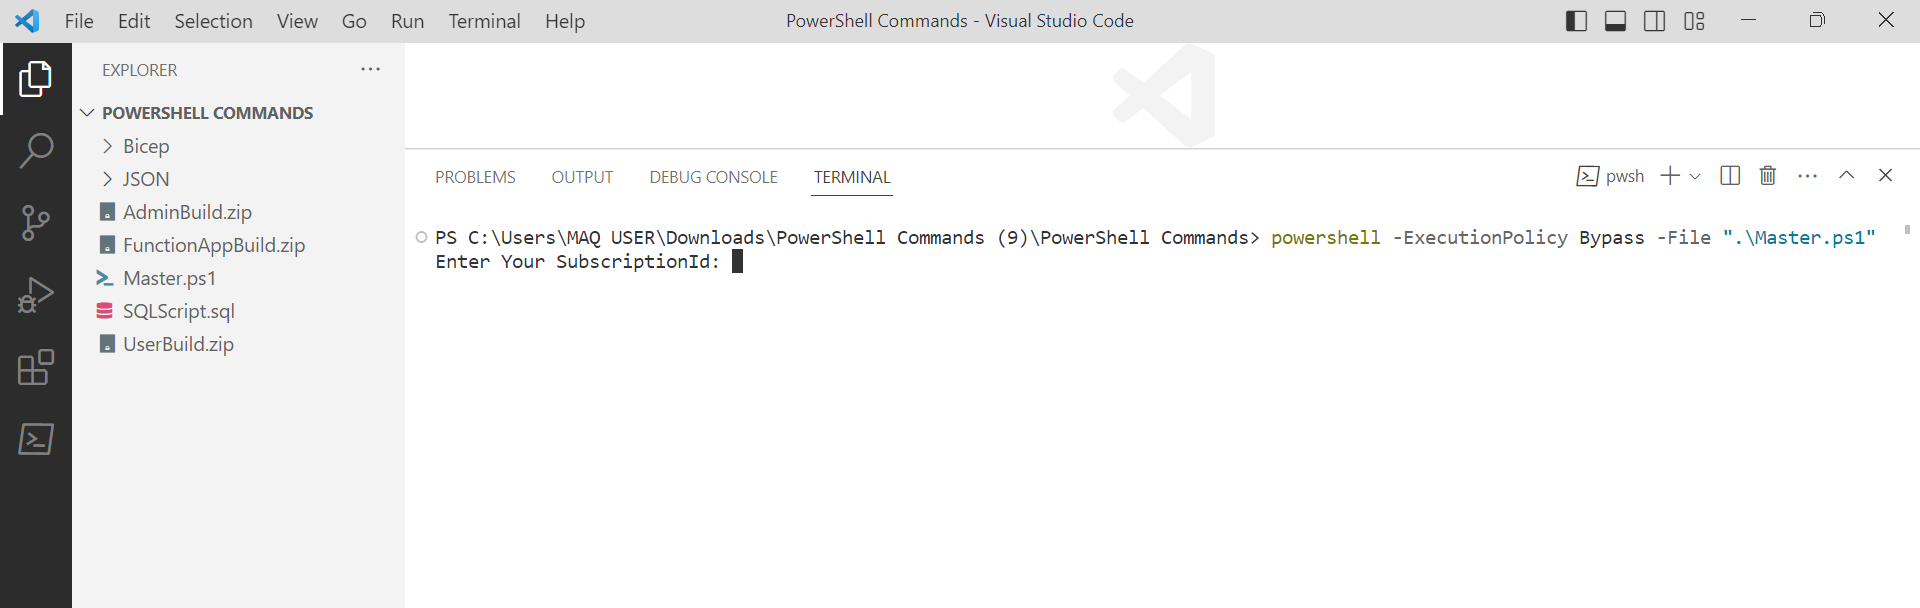 File Edit Selection View Go Run Terminal Help PowerShell Commands - Visual Studio Code
EXPLORER
POWERSHELL COMMANDS
Bicep
JSON
AdminBuild.zip
FunctionAppBuild.zip
Master.ps1
SQLScript.sql
UserBuild.zip
PROBLEMS OUTPUT DEBUG CONSOLE TERMINAL pwsh
PS C:\Users\MAQ USER\Downloads\PowerShell Commands (9)\PowerShell Commands> powershell -ExecutionPolicy Bypass -File ".\Master.ps1"
Enter Your SubscriptionId: